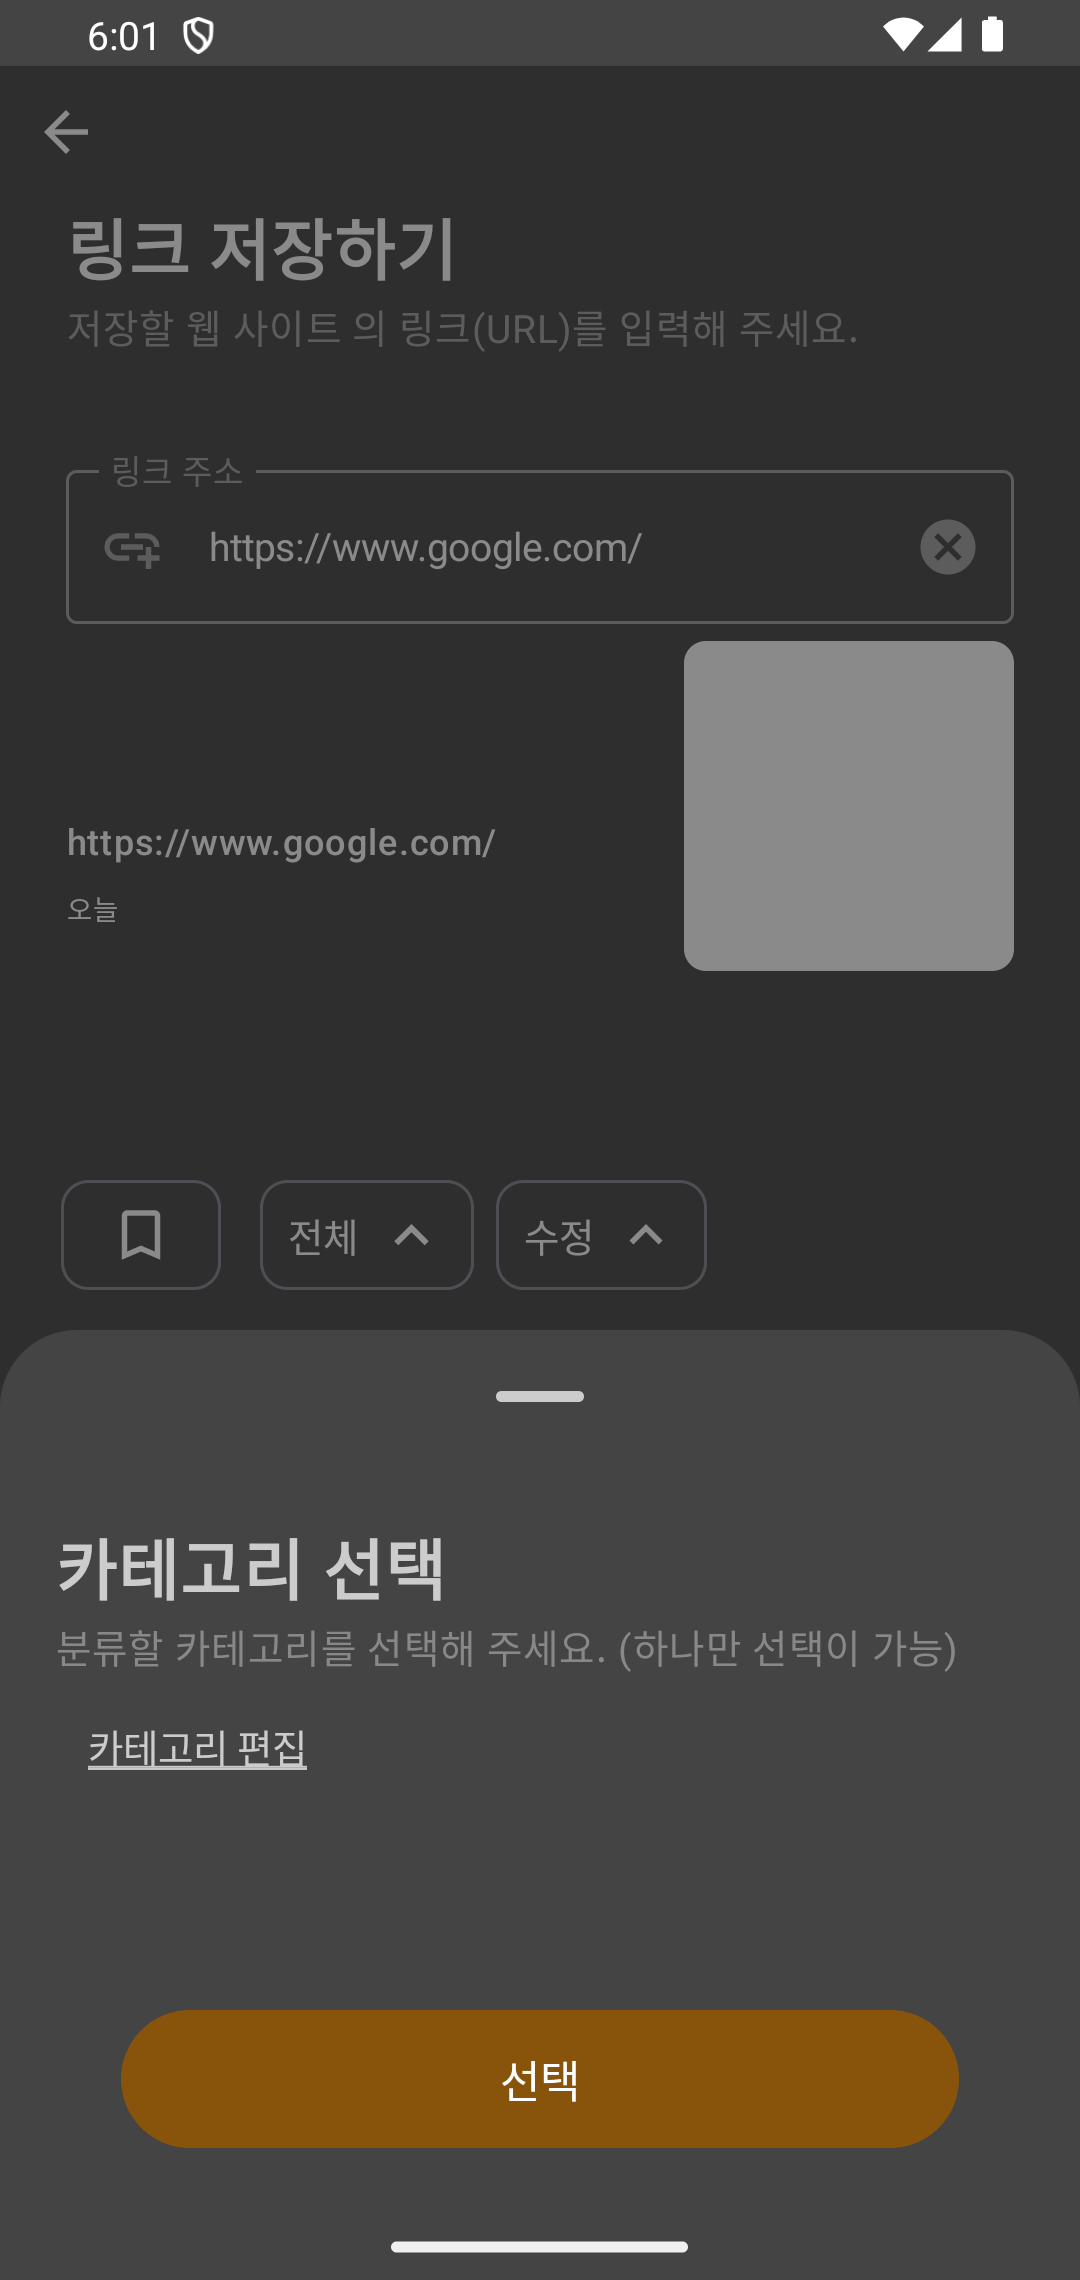 6:01
링크 저장하기
저장할 웹 사이트 의 링크(URL)를 입력해 주세요.
링크 주소
https://www.google.com/
https://www.google.com/
오늘
전체
수정
카테고리 선택
분류할 카테고리를 선택해 주세요. (하나만 선택이 가능)
카테고리 편집
선택